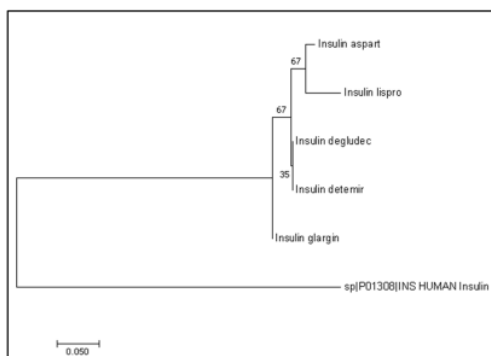 Insulin aspart
67
Insulin lispro
67
Insulin degludec
35
Insulin detemir
Insulin glargin
sp|P01308|INS HUMAN Insulin
0.050